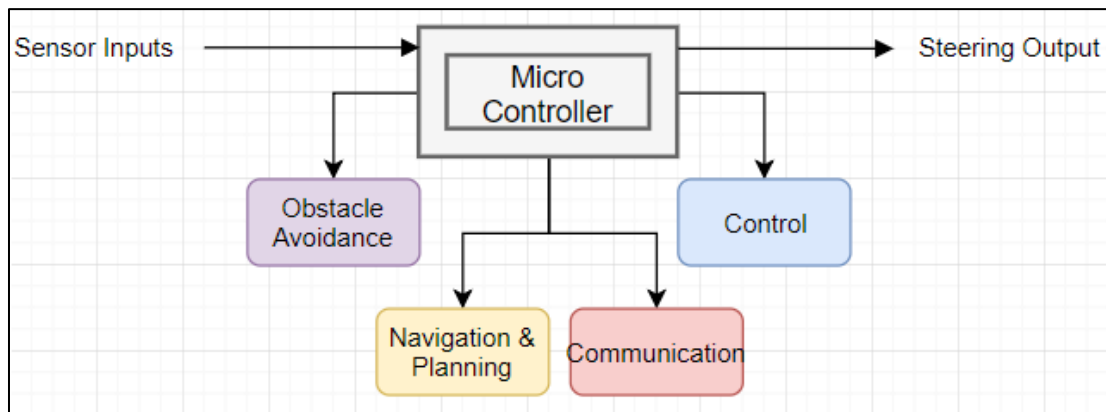 Sensor Inputs
Micro
Controller
Steering Output
Obstacle
Avoidance
Control
Navigation &
Planning
Communication